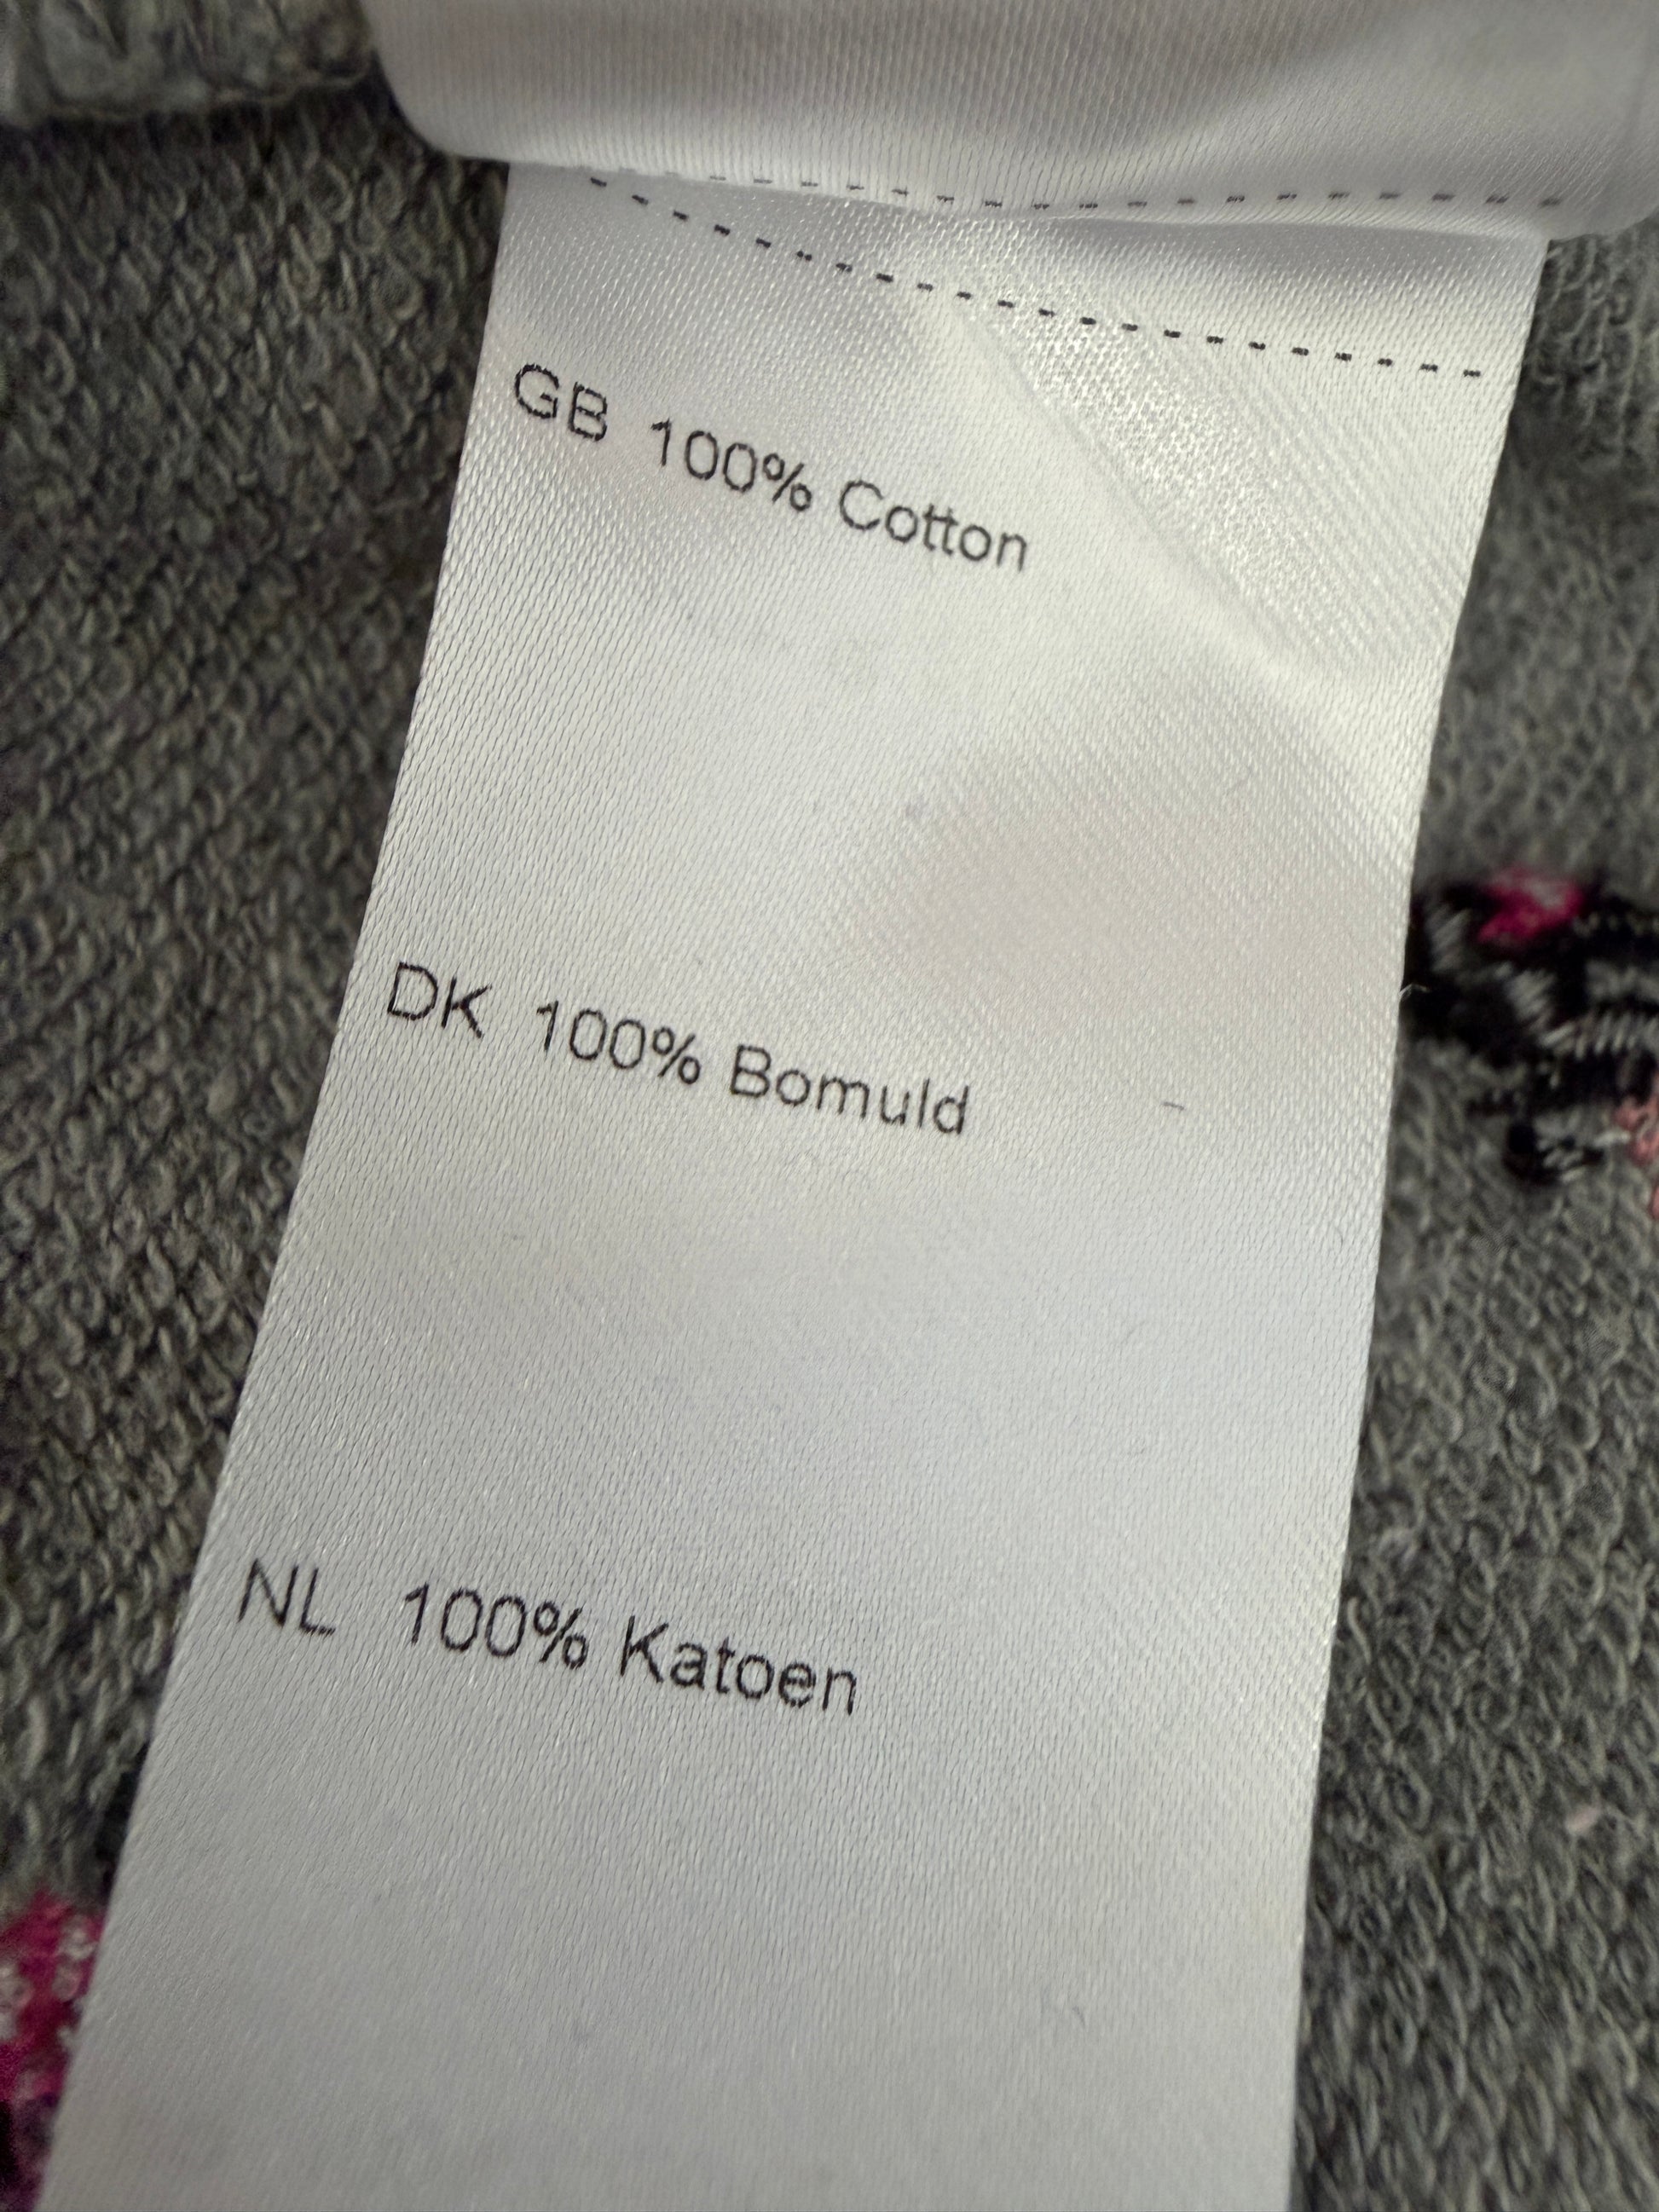 GB 100% Cotton
DK 100% Bomuld
NL 100% Katoen